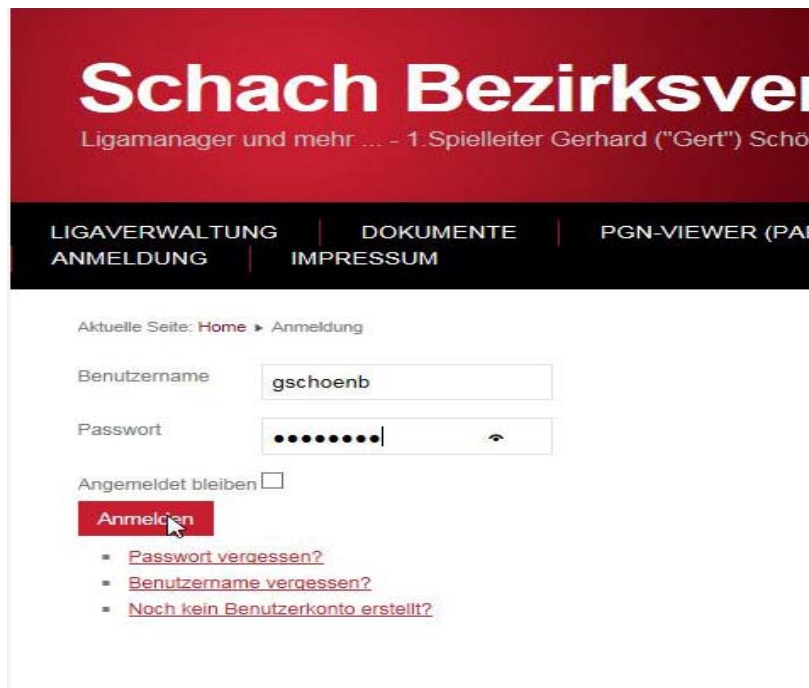 Schach Bezirksver
Ligamanager und mehr ... - 1.Spielleiter Gerhard ("Gert") Schö
LIGAVERWALTUNG DOKUMENTE PGN-VIEWER (PAR
ANMELDUNG IMPRESSUM
Aktuelle Seite: Home ▸ Anmeldung
Benutzername gschoenb
Passwort ●●●●●●●●
Angemeldet bleiben
Anmelden
Passwort vergessen?
Benutzername vergessen?
Noch kein Benutzerkonto erstellt?